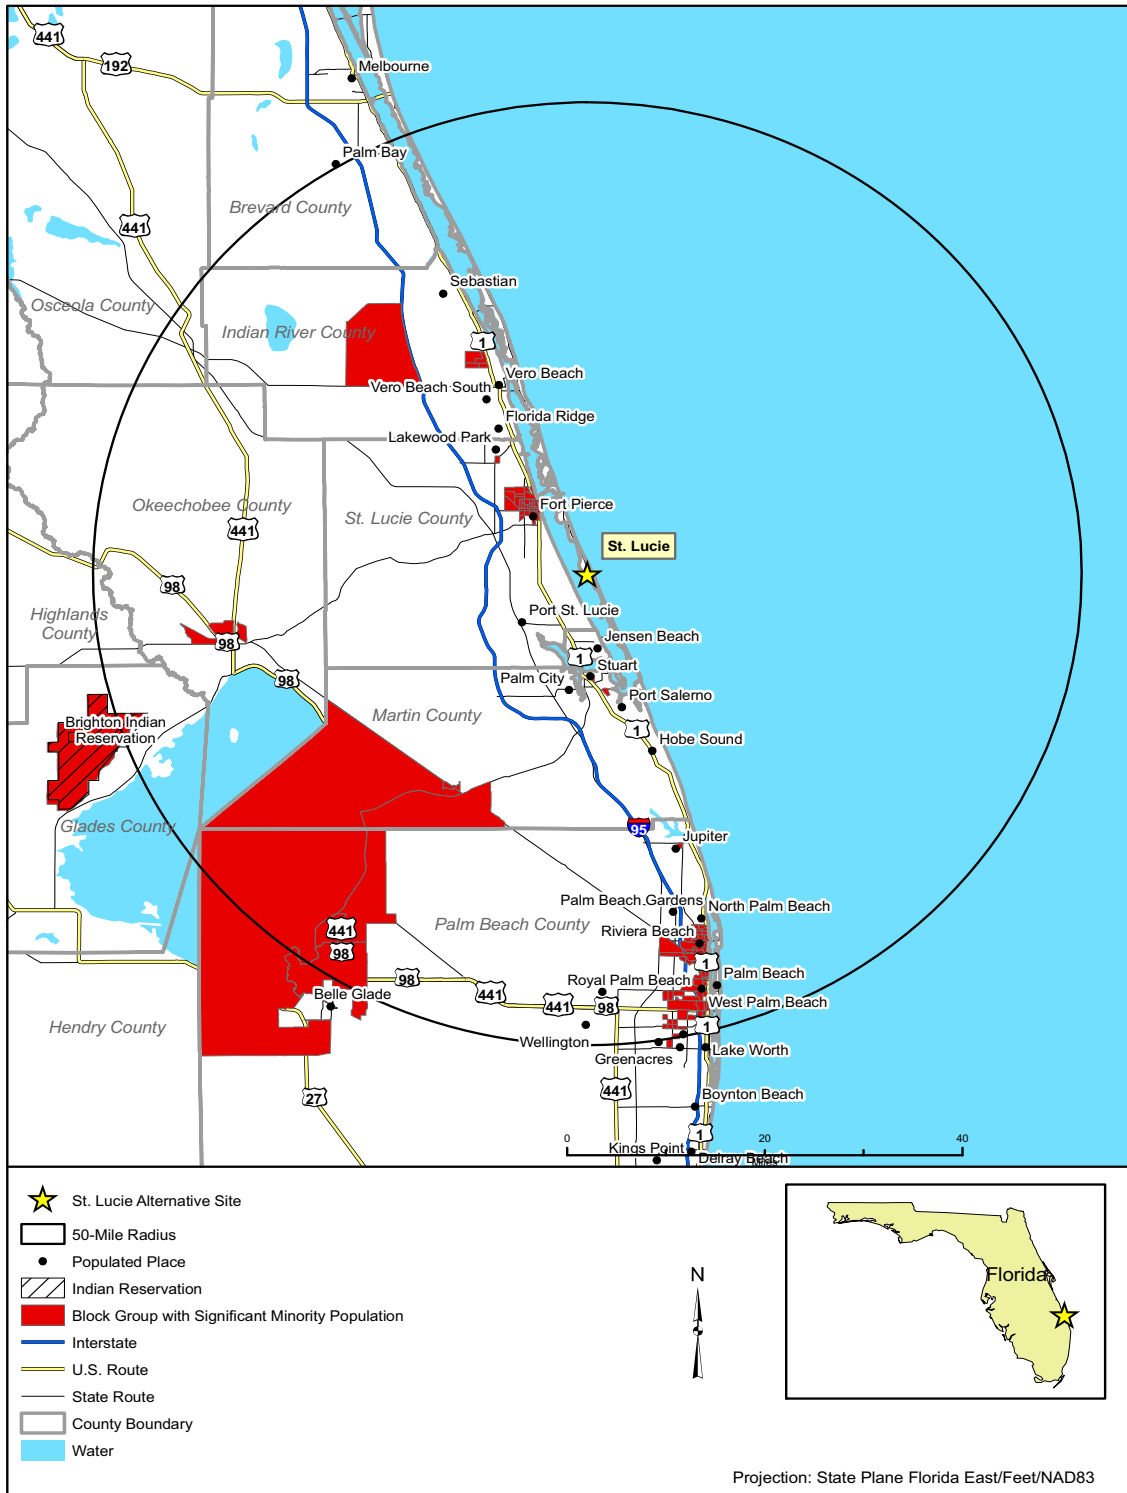 441
192
Melbourne
Palm Bay
Brevard County
441
Sebastian
Osceola County
Indian River County
1
Vero Beach
Vero Beach South
Florida Ridge
Lakewood Park
Okeechobee County
St. Lucie County
Fort Pierce
441
St. Lucie
98
Highlands
County
Port St. Lucie
98
Jensen Beach
1
Stuart
98
Palm City
Port Salerno
Brighton Indian
Reservation
Martin County
1
Hobe Sound
Glades County
95
Jupiter
Palm Beach Gardens
North Palm Beach
441
Palm Beach County
Riviera Beach
98
1
Palm Beach
98
Royal Palm Beach
441
Belle Glade
441
98
West Palm Beach
Hendry County
1
Wellington
Lake Worth
Greenacres
441
27
Boynton Beach
1
Kings Point
Delray Beach
0
20
40
Miles
St. Lucie Alternative Site
50-Mile Radius
Populated Place
Indian Reservation
Block Group with Significant Minority Population
Interstate
U.S. Route
State Route
County Boundary
Water
N
Florida
Projection: State Plane Florida East/Feet/NAD83